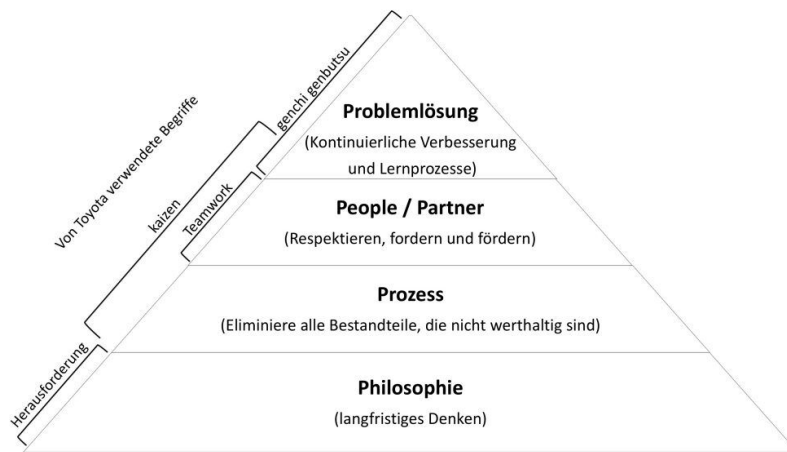 Von Toyota verwendete Begriffe
genchi genbutsu
kaizen
Teamwork
Herausforderung
Problemlösung
(Kontinuierliche Verbesserung
und Lernprozesse)
People / Partner
(Respektieren, fordern und fördern)
Prozess
(Eliminiere alle Bestandteile, die nicht werthaltig sind)
Philosophie
(langfristiges Denken)